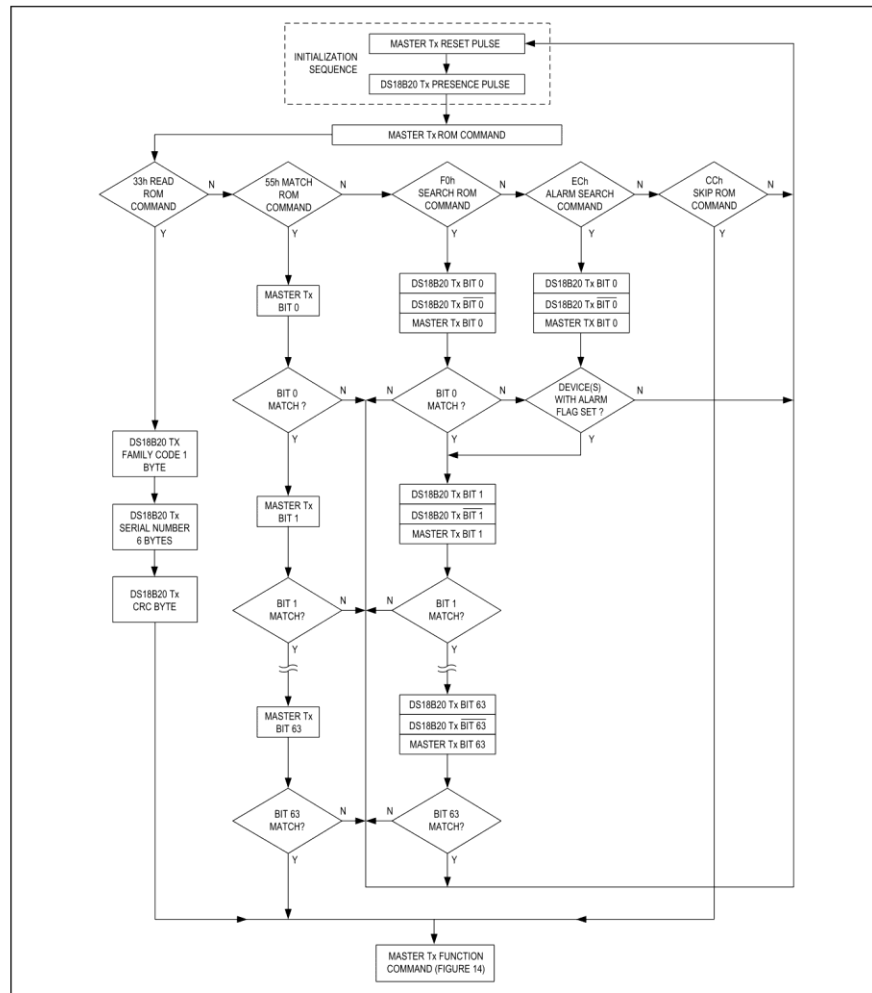 INITIALIZATION
SEQUENCE
MASTER Tx RESET PULSE
DS18B20 Tx PRESENCE PULSE
MASTER Tx ROM COMMAND
33h READ
ROM
COMMAND
N
Y
55h MATCH
ROM
COMMAND
N
Y
F0h
SEARCH ROM
COMMAND
N
Y
ECh
ALARM SEARCH
COMMAND
N
Y
CCh
SKIP ROM
COMMAND
N
Y
MASTER Tx
BIT 0
DS18B20 Tx BIT 0
DS18B20 Tx B̅I̅T̅ ̅0̅
MASTER Tx BIT 0
DS18B20 Tx BIT 0
DS18B20 Tx B̅I̅T̅ ̅0̅
MASTER TX BIT 0
BIT 0
MATCH ?
N
Y
BIT 0
MATCH ?
N
N
Y
DEVICE(S)
WITH ALARM
FLAG SET ?
N
Y
DS18B20 TX
FAMILY CODE 1
BYTE
DS18B20 Tx
SERIAL NUMBER
6 BYTES
DS18B20 Tx
CRC BYTE
MASTER Tx
BIT 1
DS18B20 Tx BIT 1
DS18B20 Tx B̅I̅T̅ ̅1̅
MASTER Tx BIT 1
BIT 1
MATCH?
N
Y
BIT 1
MATCH?
N
Y
MASTER Tx
BIT 63
DS18B20 Tx BIT 63
DS18B20 Tx B̅I̅T̅ ̅6̅3̅
MASTER Tx BIT 63
BIT 63
MATCH?
N
Y
BIT 63
MATCH?
N
Y
MASTER Tx FUNCTION
COMMAND (FIGURE 14)